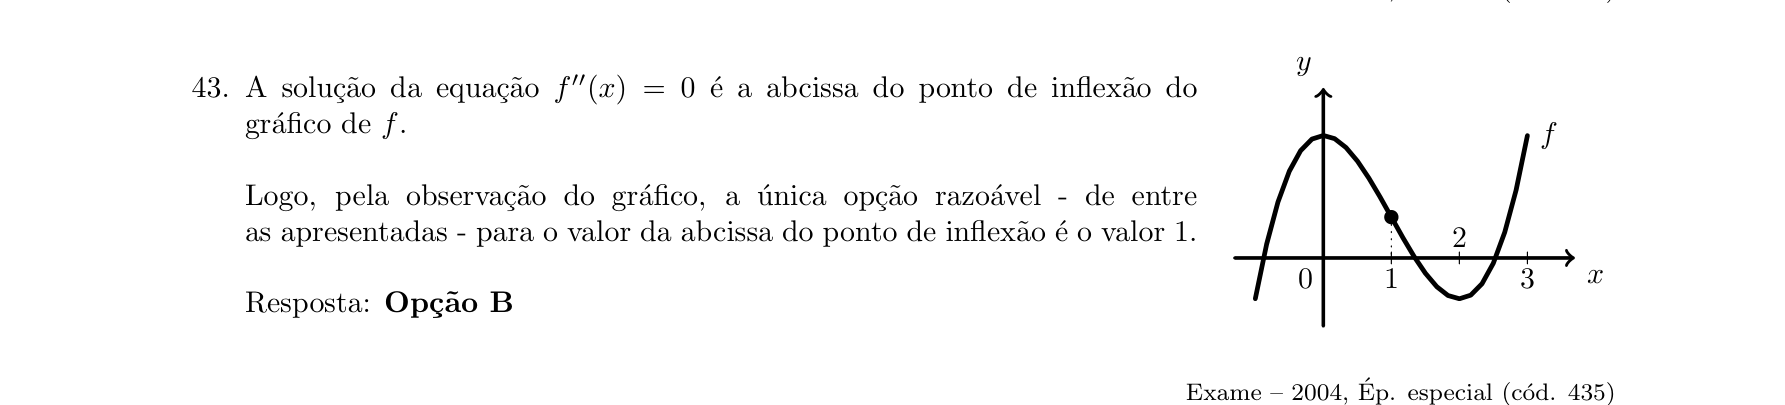 43. A solução da equação f′′(x) = 0 é a abcissa do ponto de inflexão do
gráfico de f.
Logo, pela observação do gráfico, a única opção razoável - de entre
as apresentadas - para o valor da abcissa do ponto de inflexão é o valor 1.
Resposta: Opção B
y
f
2
0
1
3
x
Exame – 2004, Ép. especial (cód. 435)